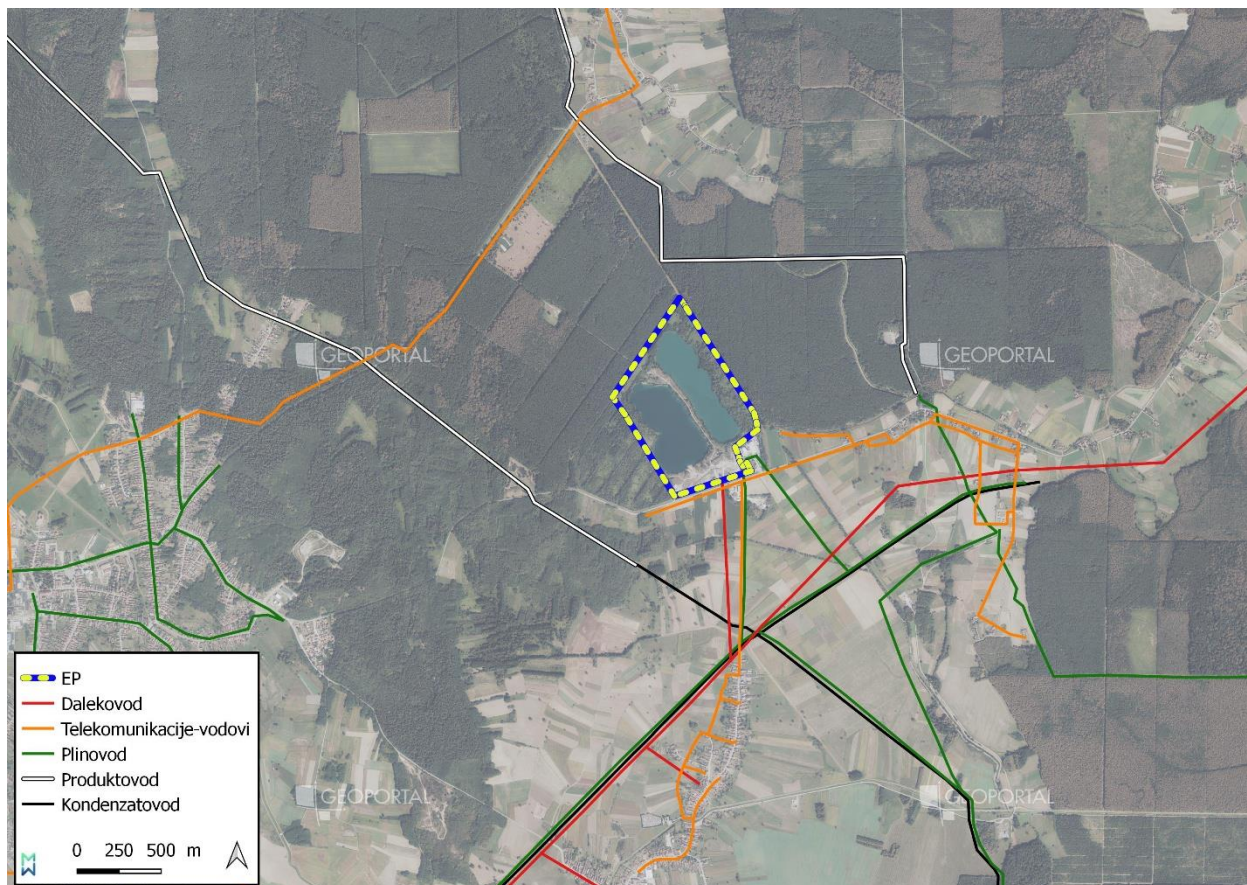 GEOPORTAL
GEOPORTAL
EP
Dalekovod
Telekomunikacije-vodovi
Plinovod
Produktovod
Kondenzatovod
0 250 500 m
GEOPORTAL
GEOPORTAL